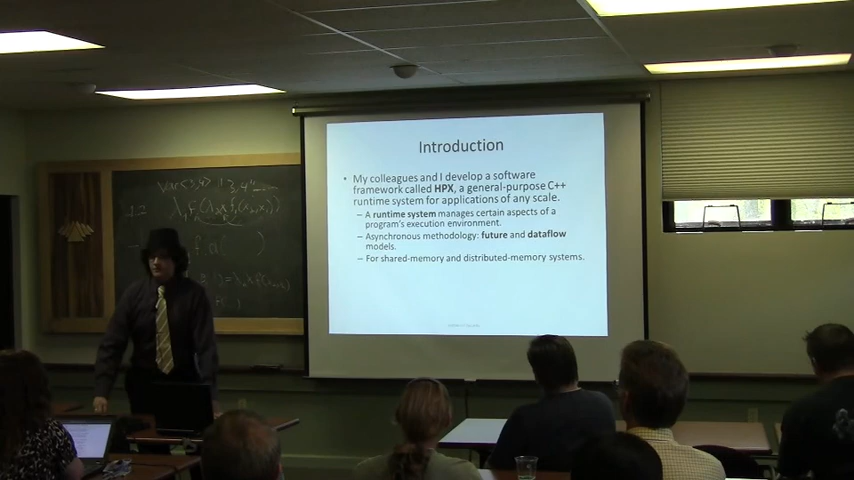 Introduction
• My colleagues and I develop a software
framework called HPX, a general-purpose C++
runtime system for applications of any scale.
– A runtime system manages certain aspects of a
program's execution environment.
– Asynchronous methodology: future and dataflow
models.
– For shared-memory and distributed-memory systems.